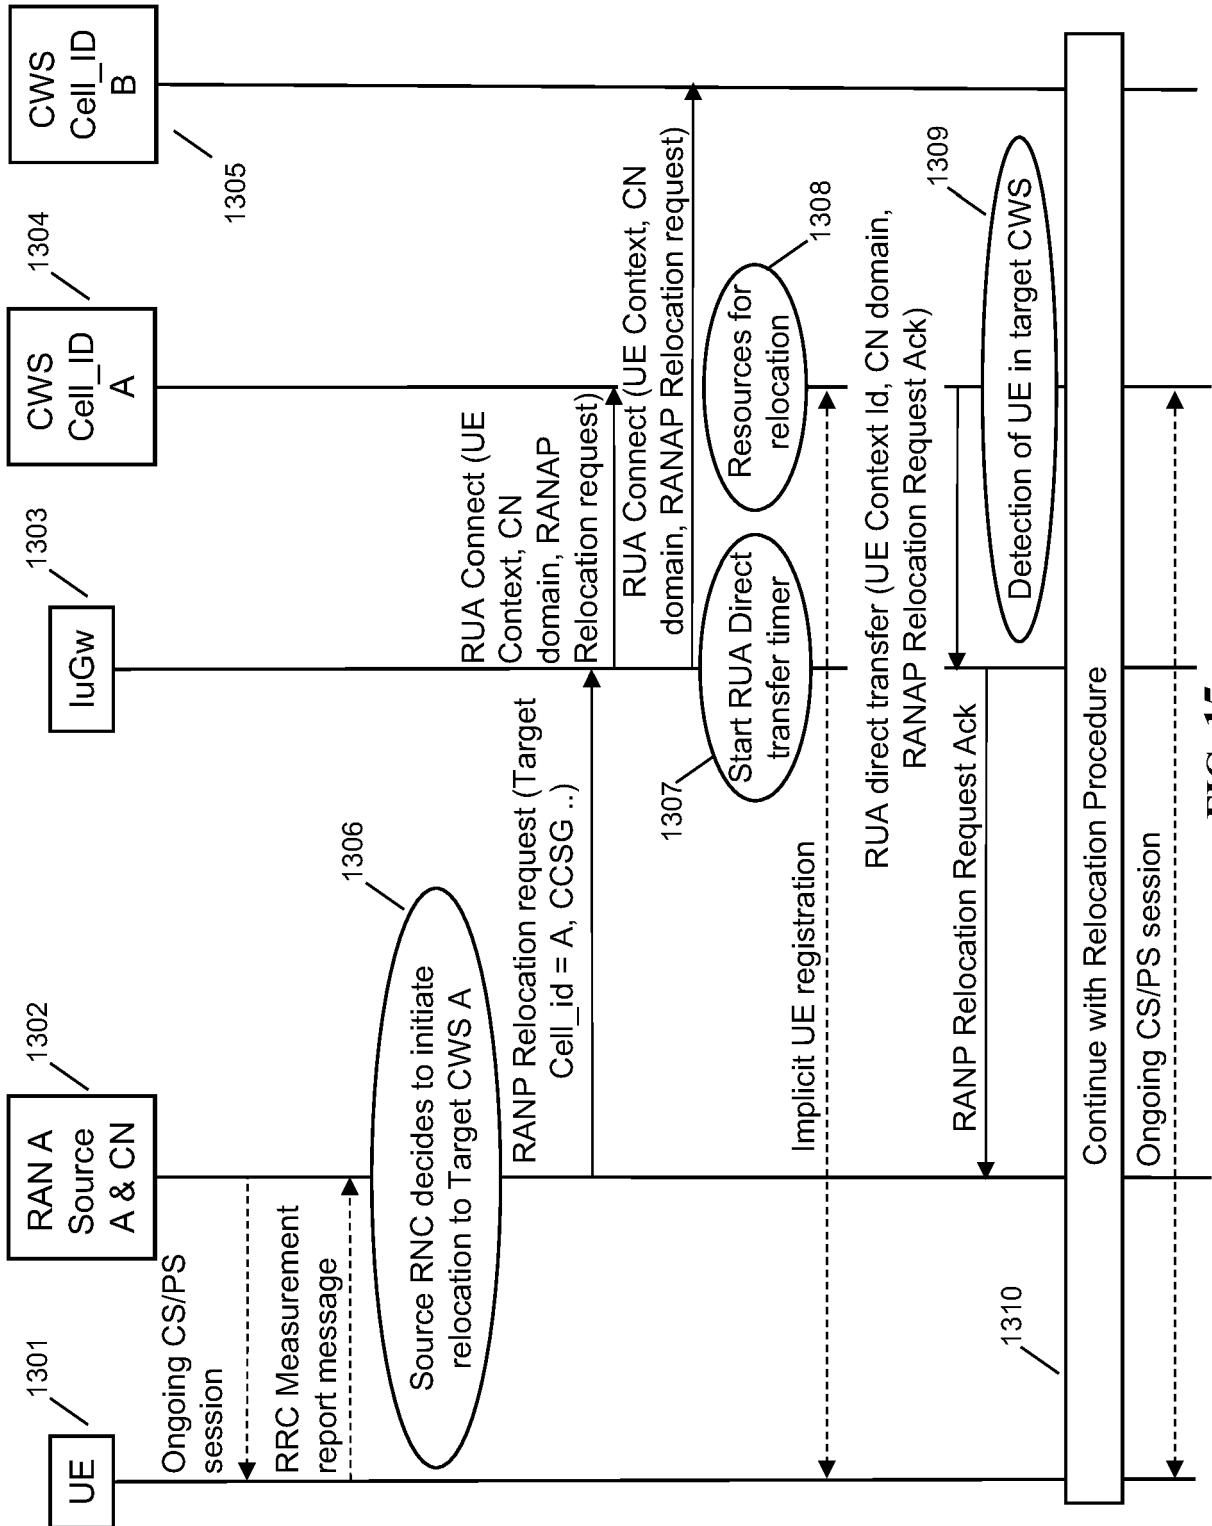 1301
1302
1303
1304
1305
UE
RAN A
Source
A & CN
IuGw
CWS
Cell_ID
A
CWS
Cell_ID
B
Ongoing CS/PS
session
RRC Measurement
report message
1306
Source RNC decides to initiate
relocation to Target CWS A
RANP Relocation request (Target
Cell_id = A, CCSG ..)
RUA Connect (UE
Context, CN
domain, RANAP
Relocation request)
RUA Connect (UE Context, CN
domain, RANAP Relocation request)
1307
Start RUA Direct
transfer timer
Resources for
relocation
1308
Implicit UE registration
RUA direct transfer (UE Context Id, CN domain,
RANAP Relocation Request Ack)
RANP Relocation Request Ack
1309
Detection of UE in target CWS
1310
Continue with Relocation Procedure
Ongoing CS/PS session